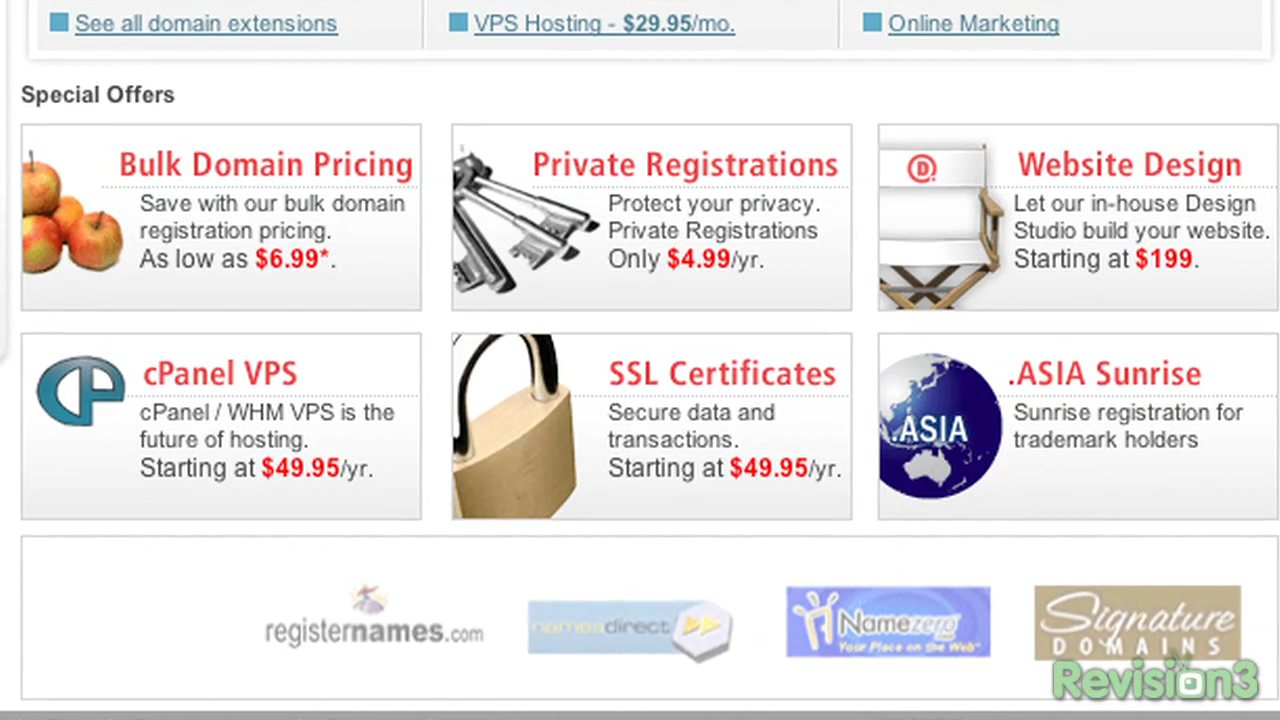 See all domain extensions
VPS Hosting - $29.95/mo.
Online Marketing
Special Offers
Bulk Domain Pricing
Save with our bulk domain
registration pricing.
As low as $6.99*.
Private Registrations
Protect your privacy.
Private Registrations
Only $4.99/yr.
D
Website Design
Let our in-house Design
Studio build your website.
Starting at $199.
cPanel VPS
cPanel / WHM VPS is the
future of hosting.
Starting at $49.95/yr.
SSL Certificates
Secure data and
transactions.
Starting at $49.95/yr.
.ASIA
.ASIA Sunrise
Sunrise registration for
trademark holders
registernames.com
namesdirect
Namezero
Your Place on the Web
Signature
DOMAINS
Revision3